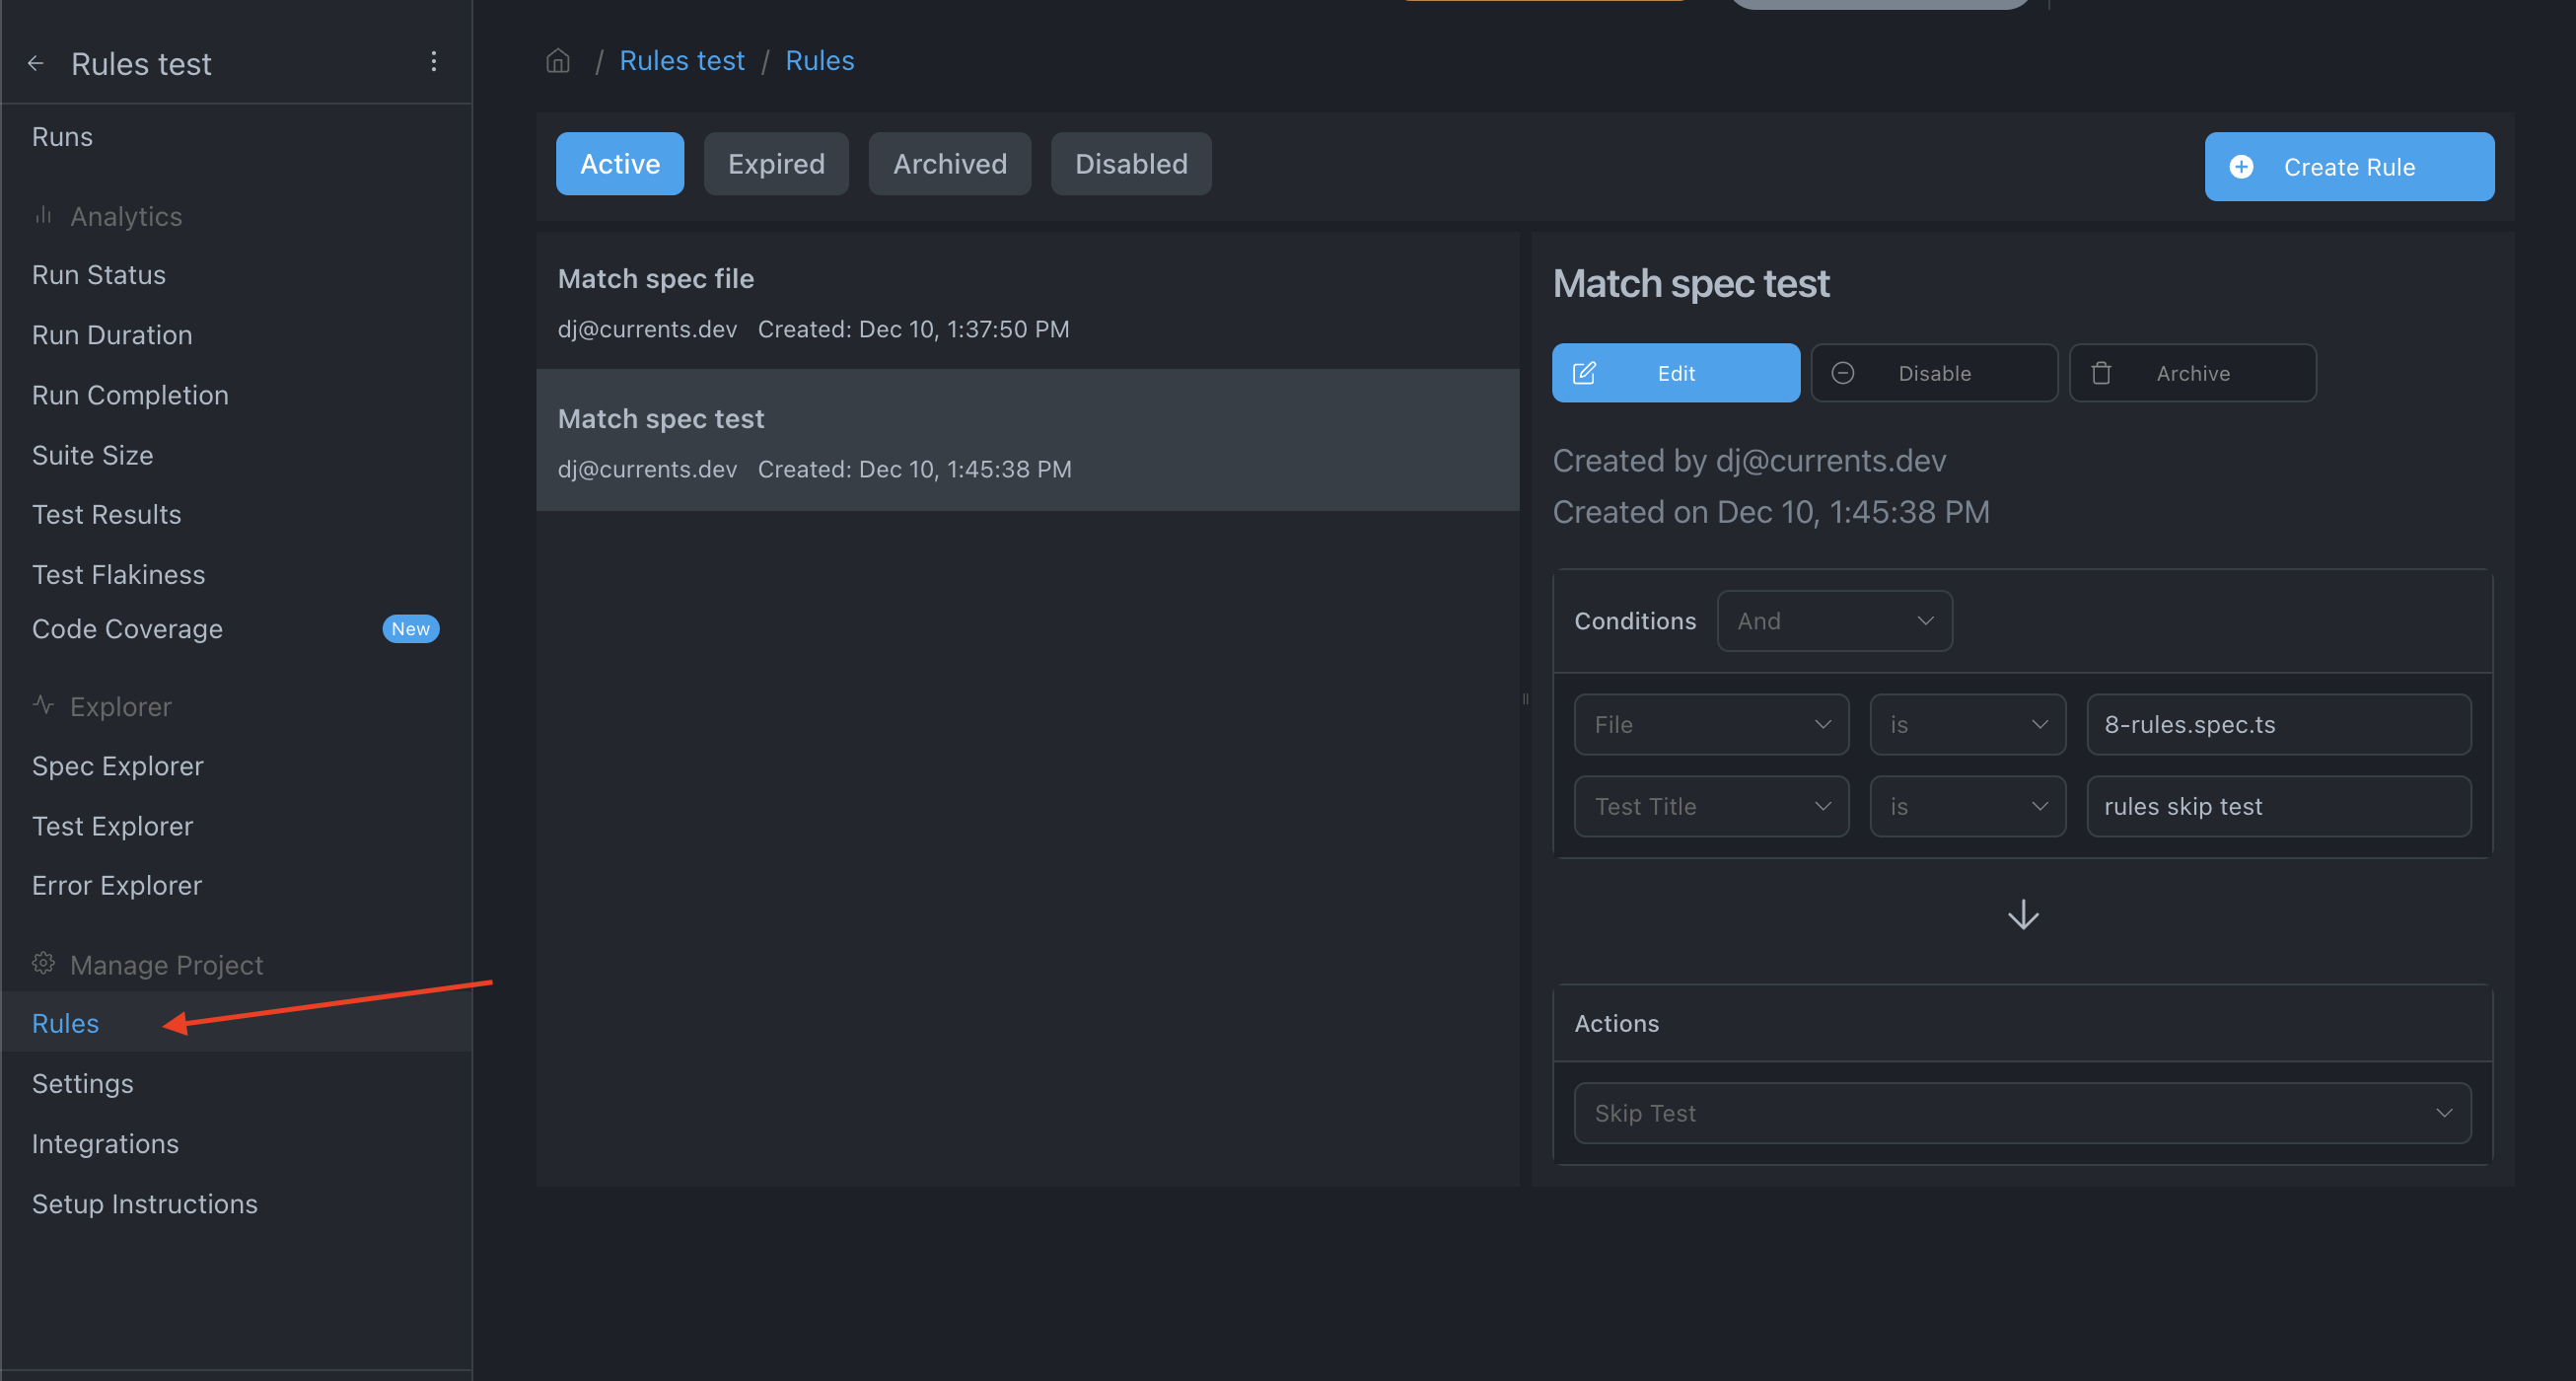 Rules test
Runs
Analytics
Run Status
Run Duration
Run Completion
Suite Size
Test Results
Test Flakiness
Code Coverage New
Explorer
Spec Explorer
Test Explorer
Error Explorer
Manage Project
Rules
Settings
Integrations
Setup Instructions
/ Rules test / Rules
Active Expired Archived Disabled
Create Rule
Match spec file
dj@currents.dev Created: Dec 10, 1:37:50 PM
Match spec test
dj@currents.dev Created: Dec 10, 1:45:38 PM
Match spec test
Edit Disable Archive
Created by dj@currents.dev
Created on Dec 10, 1:45:38 PM
Conditions And
File is 8-rules.spec.ts
Test Title is rules skip test
Actions
Skip Test